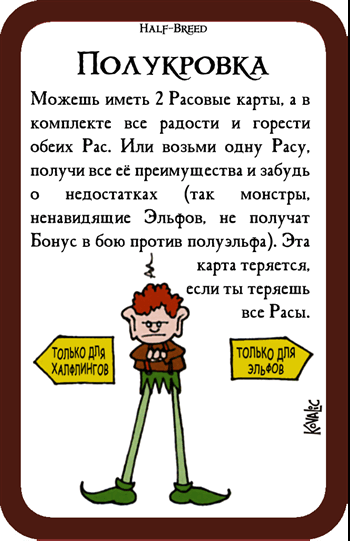 Half-Breed
Полукровка
Можешь иметь 2 Расовые карты, а в
комплекте все радости и горести
обеих Рас. Или возьми одну Расу,
получи все её преимущества и забудь
о недостатках (так монстры,
ненавидящие Эльфов, не получат
Бонус в бою против полуэльфа). Эта
карта теряется,
если ты теряешь
все Расы.
ТОЛЬКО ДЛЯ
ХАЛФЛИНГОВ
ТОЛЬКО ДЛЯ
ЭЛЬФОВ
KOVALIC